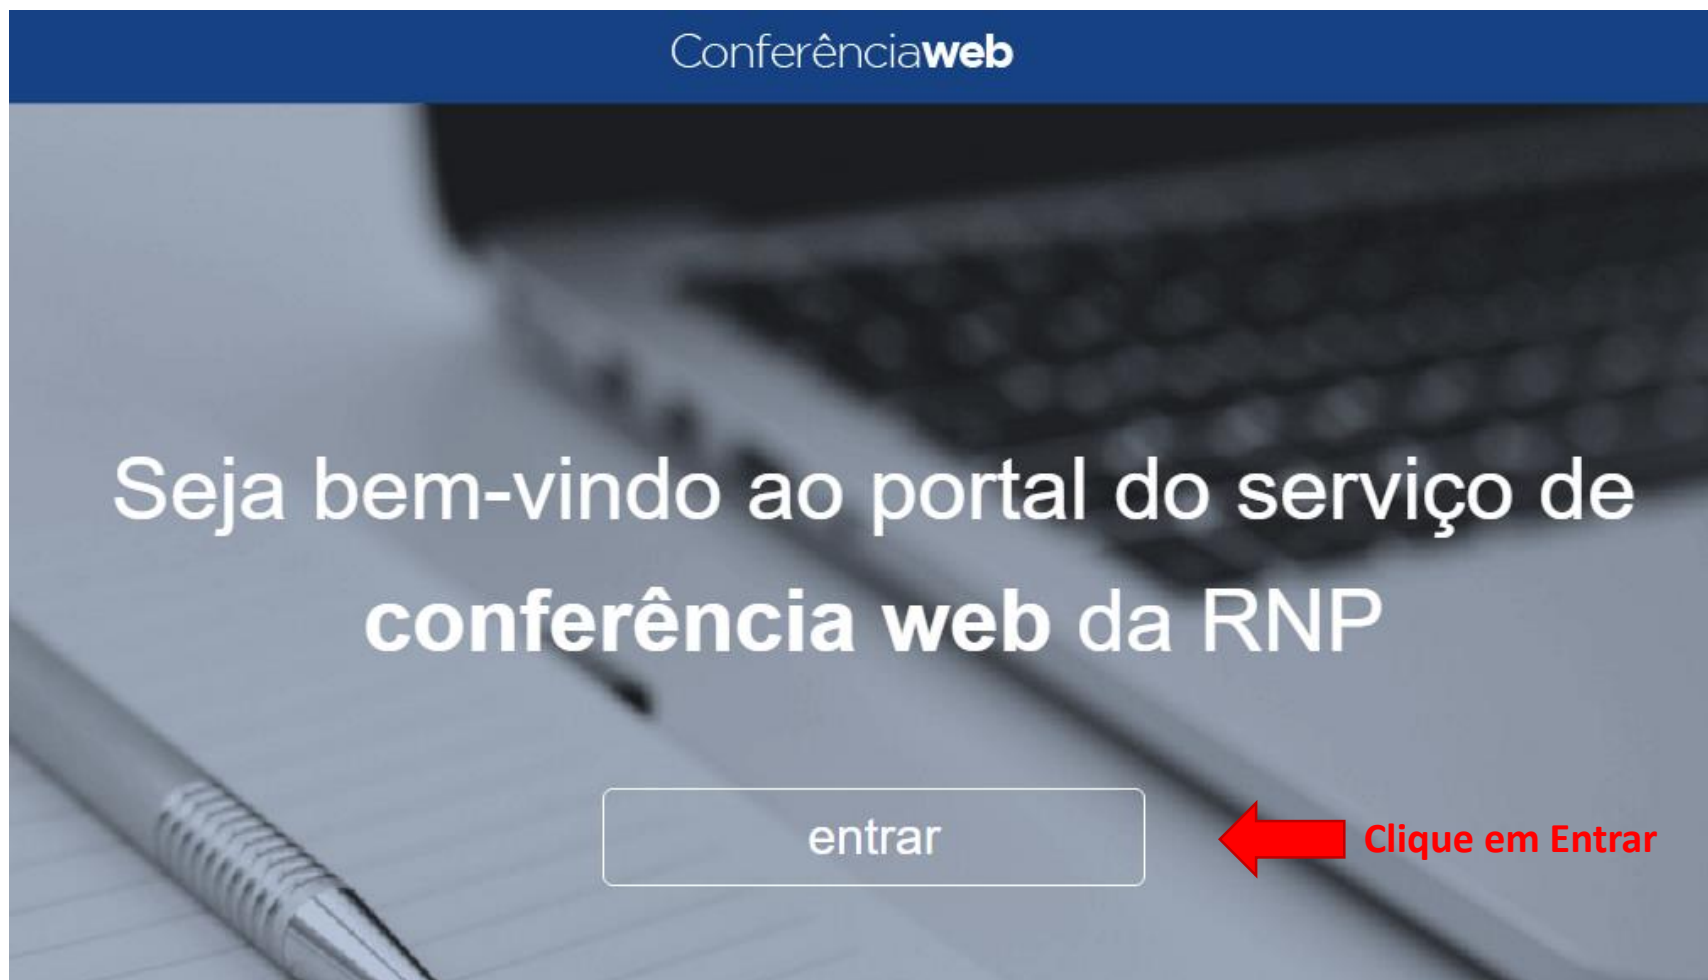 Conferênciaweb
Seja bem-vindo ao portal do serviço de
conferência web da RNP
entrar
Clique em Entrar